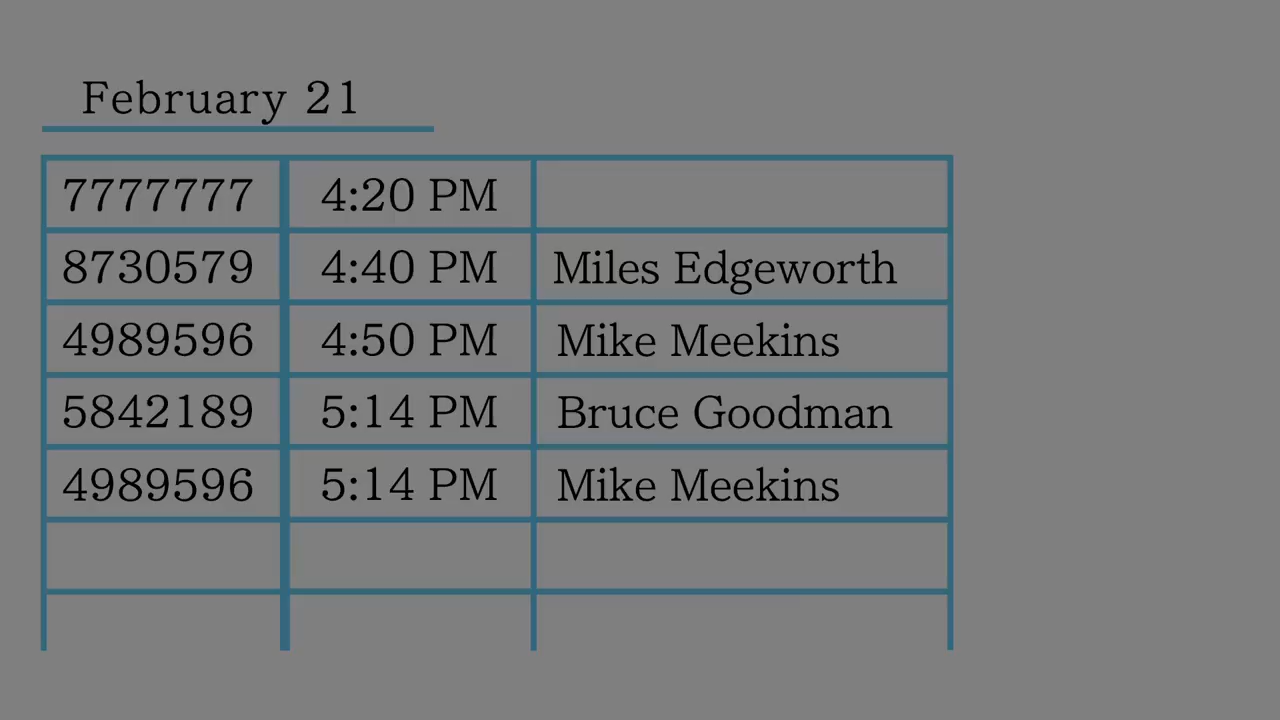 February 21
7777777 4:20 PM
8730579 4:40 PM Miles Edgeworth
4989596 4:50 PM Mike Meekins
5842189 5:14 PM Bruce Goodman
4989596 5:14 PM Mike Meekins